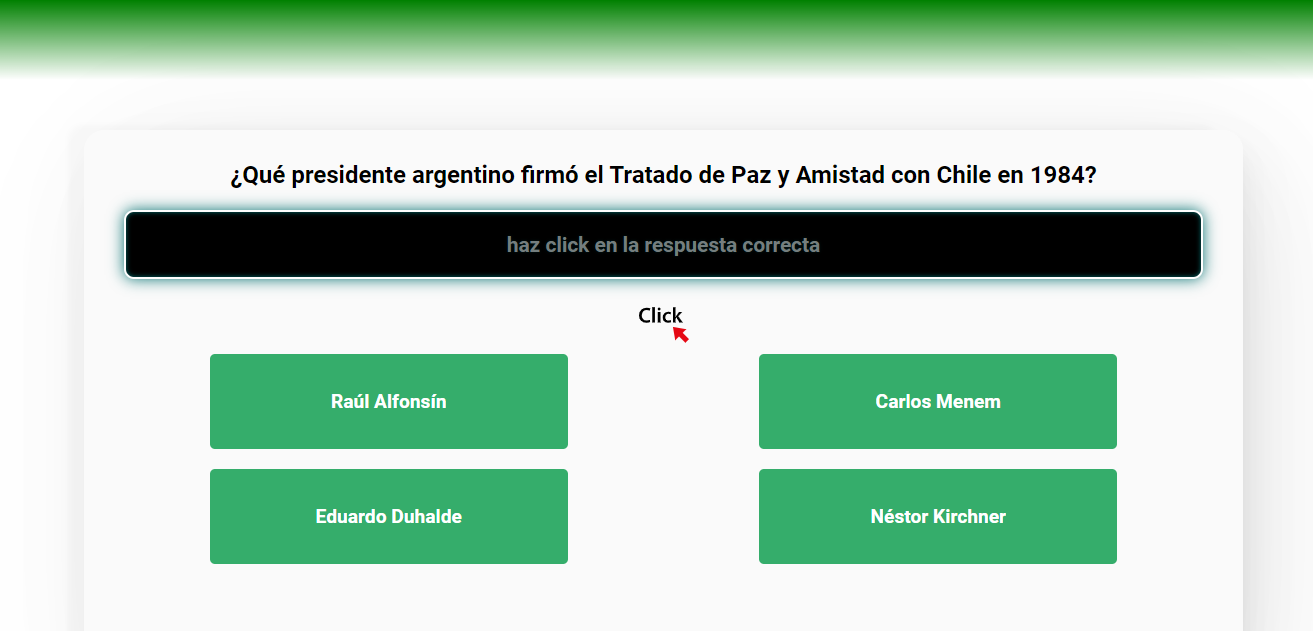 ¿Qué presidente argentino firmó el Tratado de Paz y Amistad con Chile en 1984?
haz click en la respuesta correcta
Click
Raúl Alfonsín
Carlos Menem
Eduardo Duhalde
Néstor Kirchner